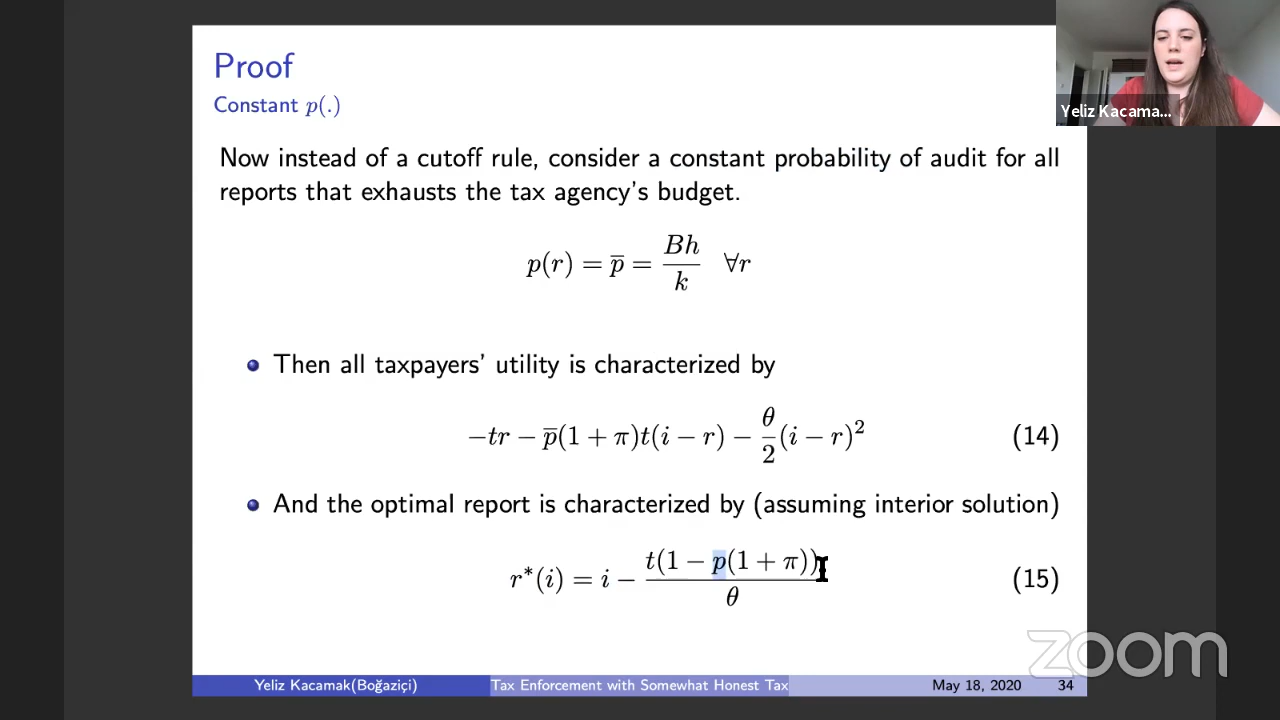 Proof
Constant p(.)
Yeliz Kacama...
Now instead of a cutoff rule, consider a constant probability of audit for all
reports that exhausts the tax agency's budget.
p(r) = p̅ = Bh/k ∀r
Then all taxpayers' utility is characterized by
−tr − p̅(1 + π)t(i − r) − θ/2(i − r)² (14)
And the optimal report is characterized by (assuming interior solution)
r*(i) = i − t(1 − p(1 + π))/θ (15)
zoom
Yeliz Kacamak(Boğaziçi) Tax Enforcement with Somewhat Honest Tax May 18, 2020 34